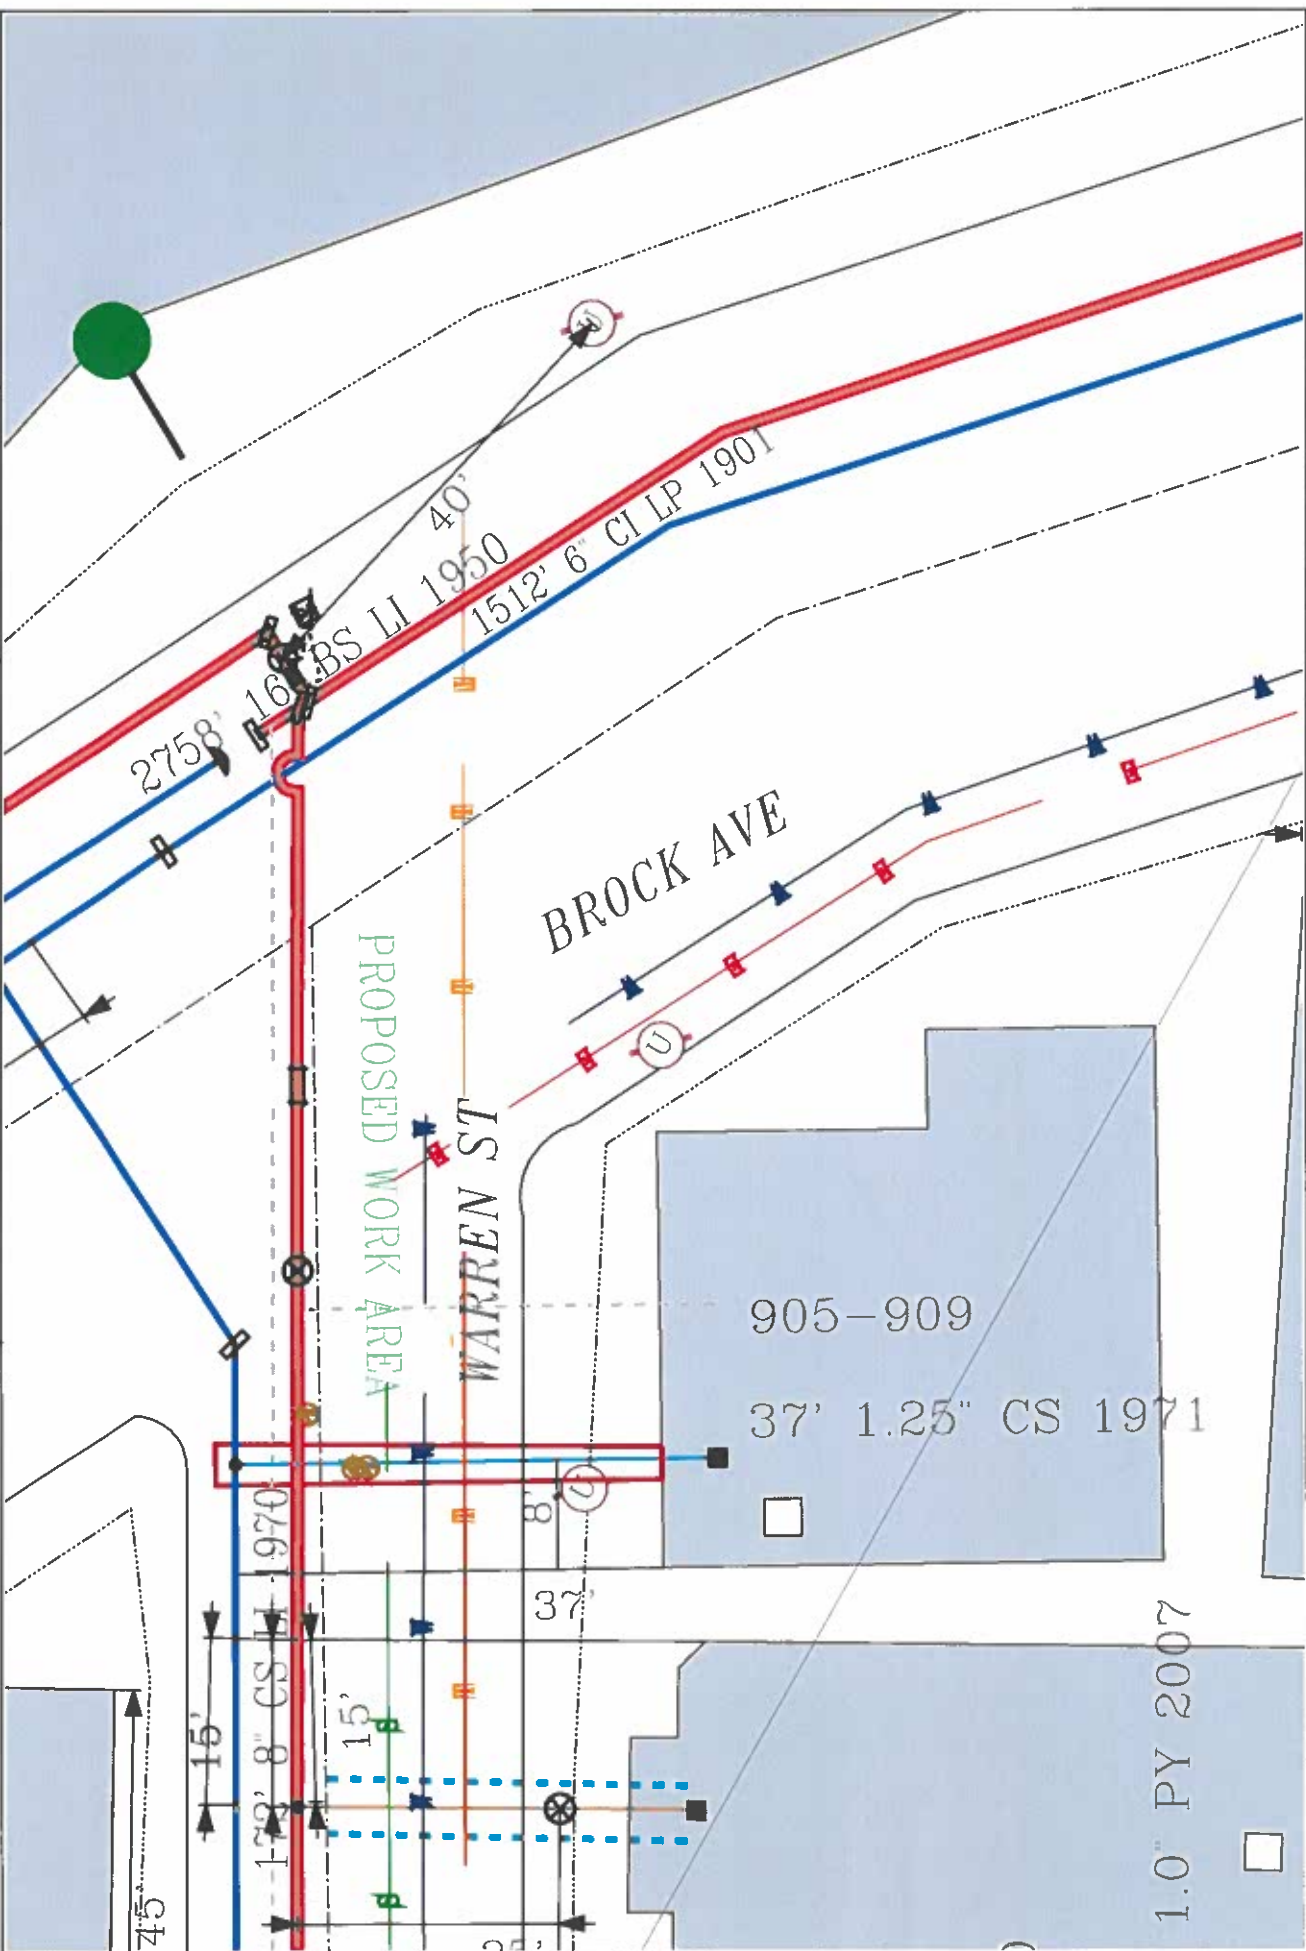 40'
2758' 16" BS LI 1950
1512' 6" CI LP 1901
BROCK AVE
PROPOSED WORK AREA
WARREN ST
U
905-909
37' 1.25" CS 1971
U
8'
37'
173' 8" CS LI 1970
15'
15'
1.0" PY 2007
45'